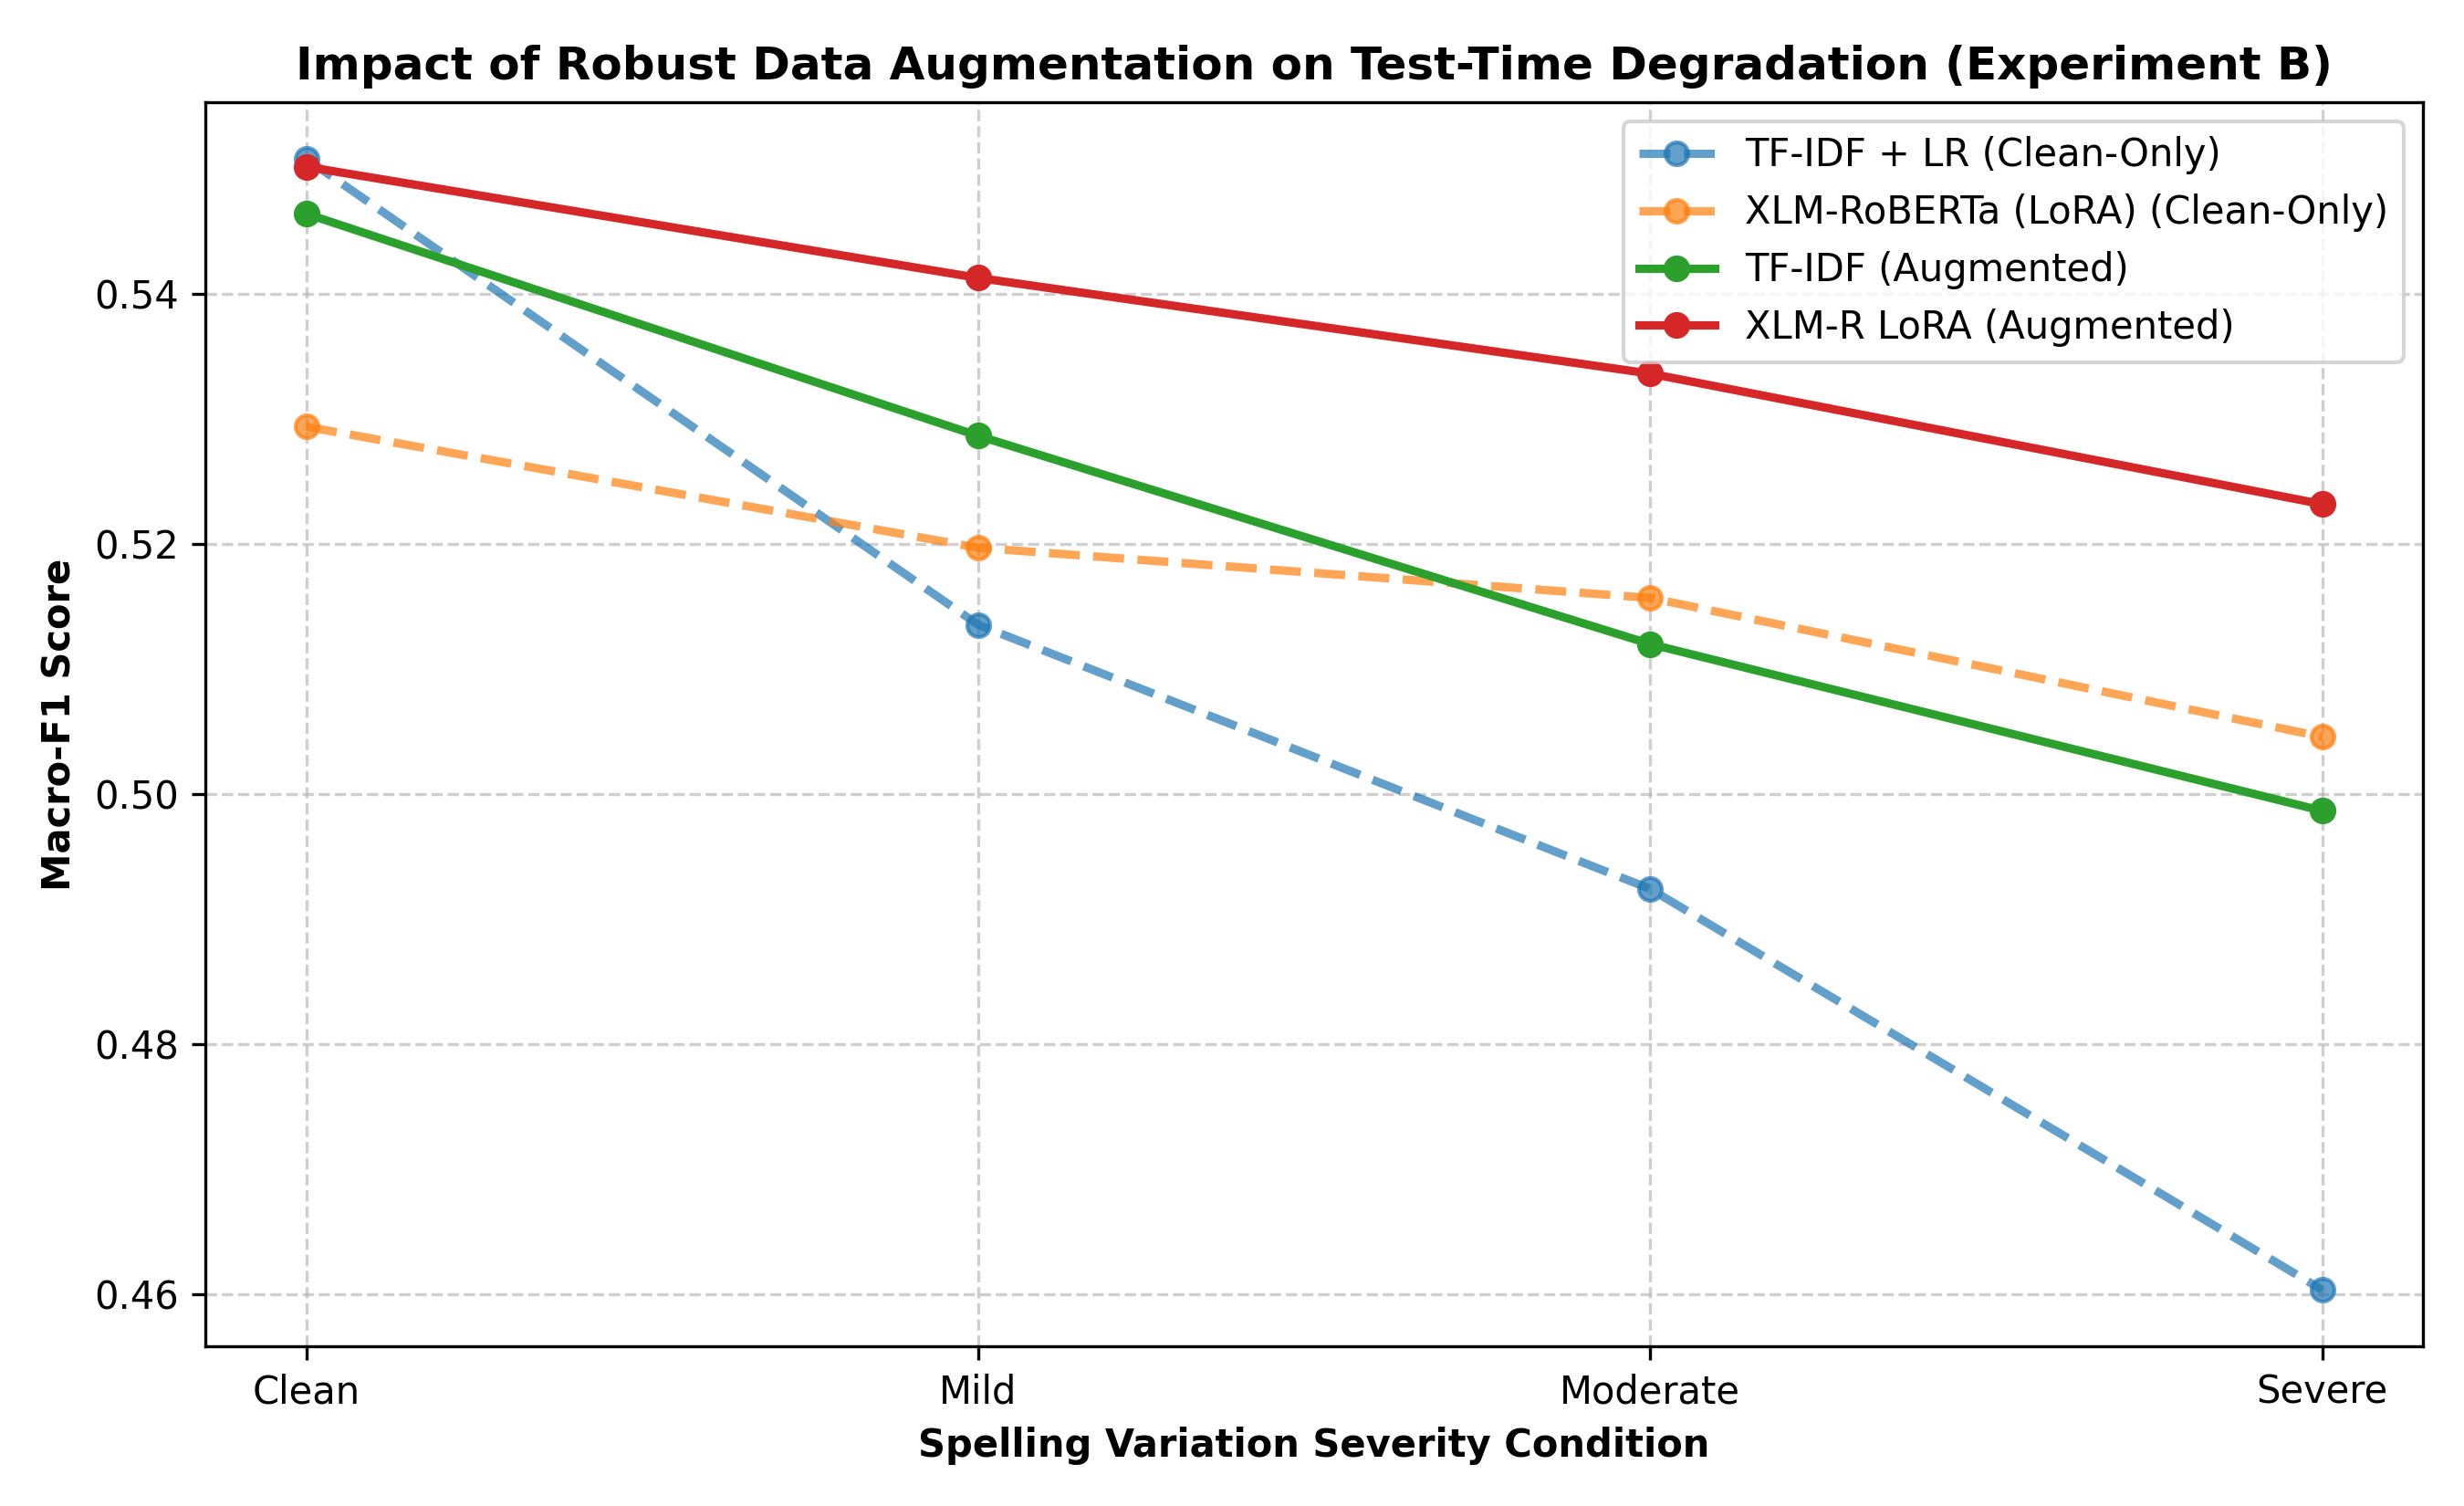 Impact of Robust Data Augmentation on Test-Time Degradation (Experiment B)
TF-IDF + LR (Clean-Only)
XLM-RoBERTa (LoRA) (Clean-Only)
TF-IDF (Augmented)
XLM-R LoRA (Augmented)
Macro-F1 Score
0.54
0.52
0.50
0.48
0.46
Clean
Mild
Moderate
Severe
Spelling Variation Severity Condition